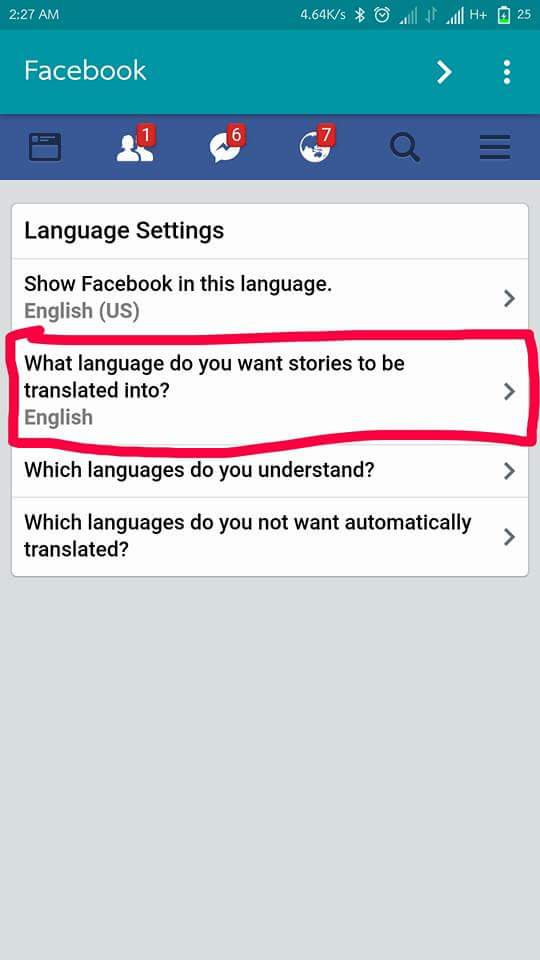 2:27 AM 4.64K/s H+ 25
Facebook
1 6 7
Language Settings
Show Facebook in this language.
English (US)
What language do you want stories to be
translated into?
English
Which languages do you understand?
Which languages do you not want automatically
translated?